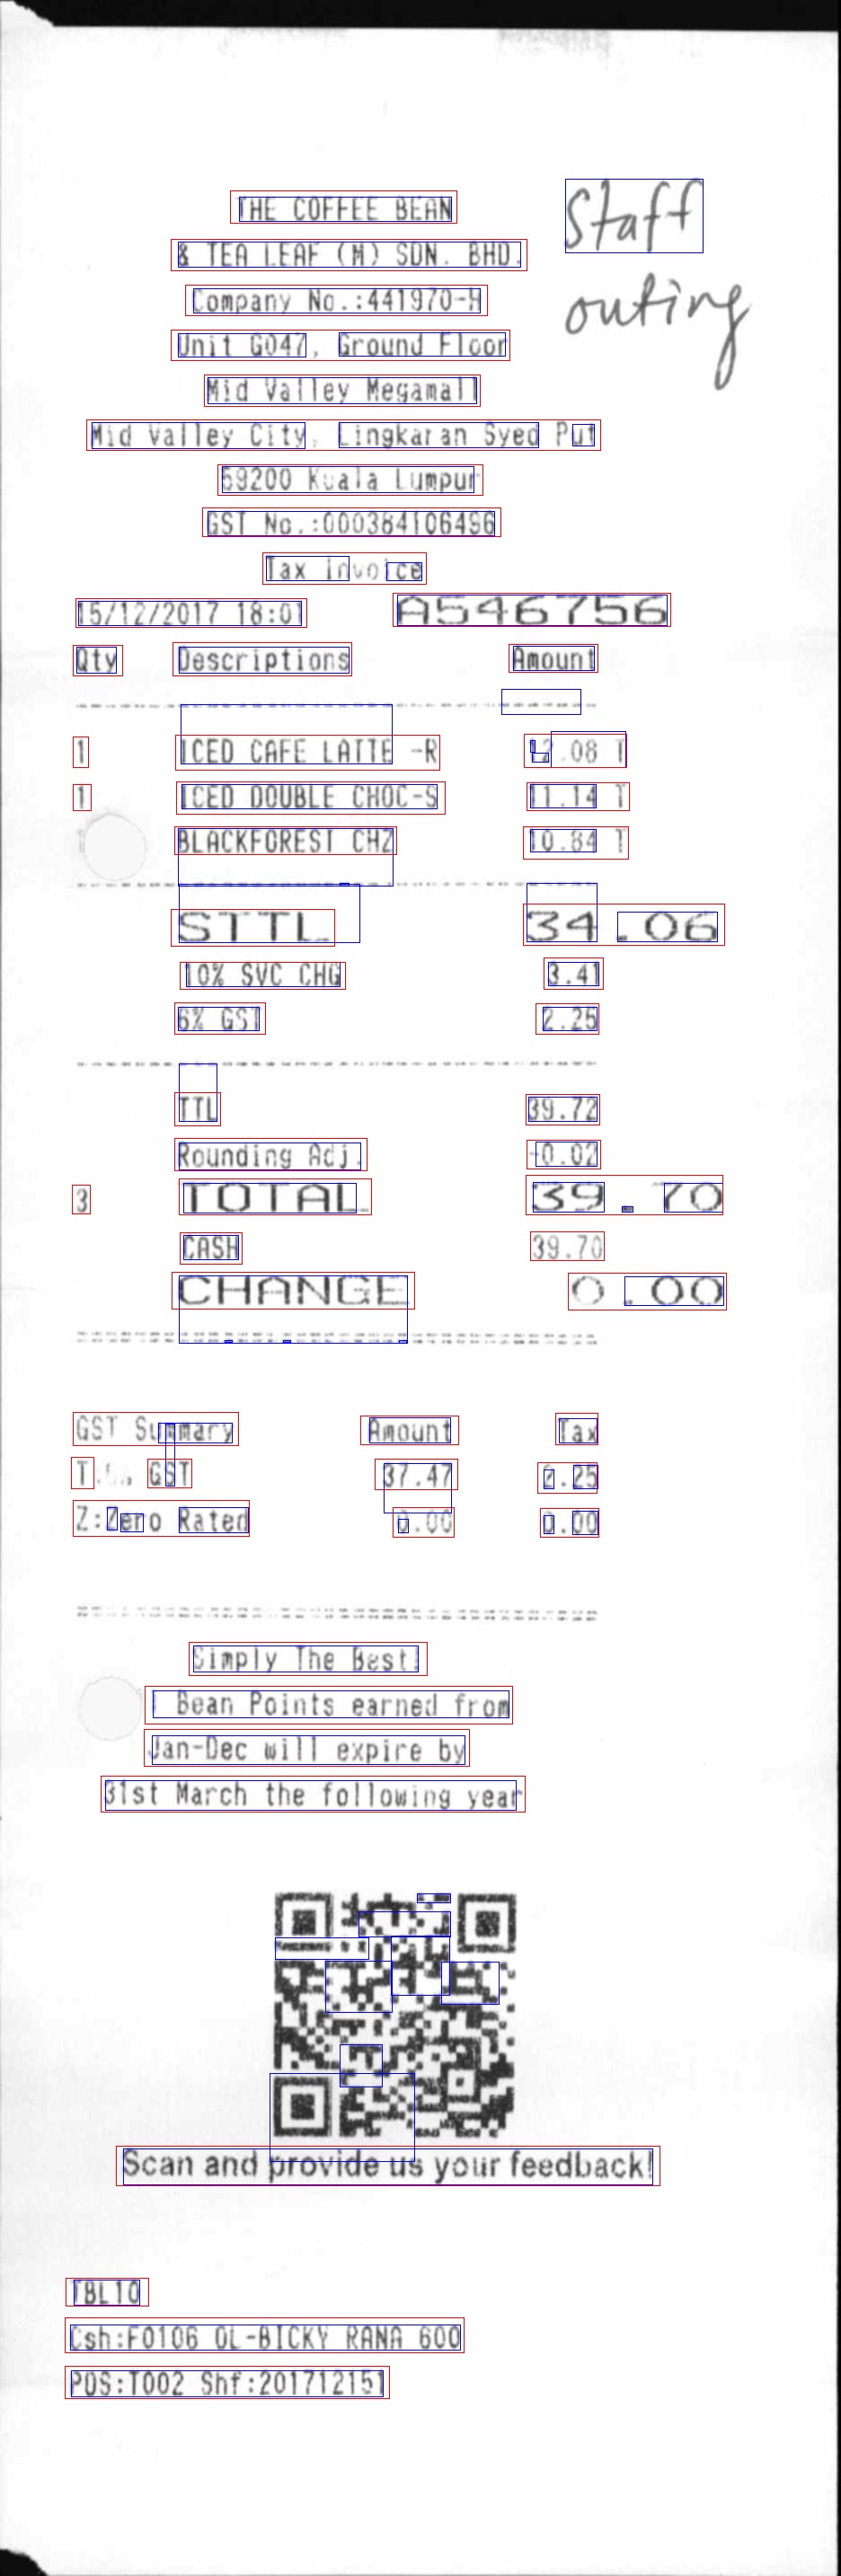 THE COFFEE BEAN
Staff
& TEA LEAF (M) SDN. BHD.
Company No.:441970-H
outing
Unit G047, Ground Floor
Mid Valley Megamall
Mid Valley City, Lingkaran Syed Put
59200 Kuala Lumpur
GST No.:000384106496
Tax Invoice
15/12/2017 18:01 A546756
Qty Descriptions Amount
1 ICED CAFE LATTE -R 12.08 T
1 ICED DOUBLE CHOC-S 11.14 T
BLACKFOREST CHZ 10.84 T
STTL 34.06
10% SVC CHG 3.41
6% GST 2.25
TTL 39.72
Rounding Adj. -0.02
3 TOTAL 39.70
CASH 39.70
CHANGE 0.00
GST Summary Amount Tax
T GST 37.47 2.25
Z:Zero Rated 0.00 0.00
Simply The Best!
Bean Points earned from
Jan-Dec will expire by
31st March the following year
Scan and provide us your feedback!
TBL10
Csh:F0106 OL-BICKY RANA 600
POS:T002 Shf:201712151